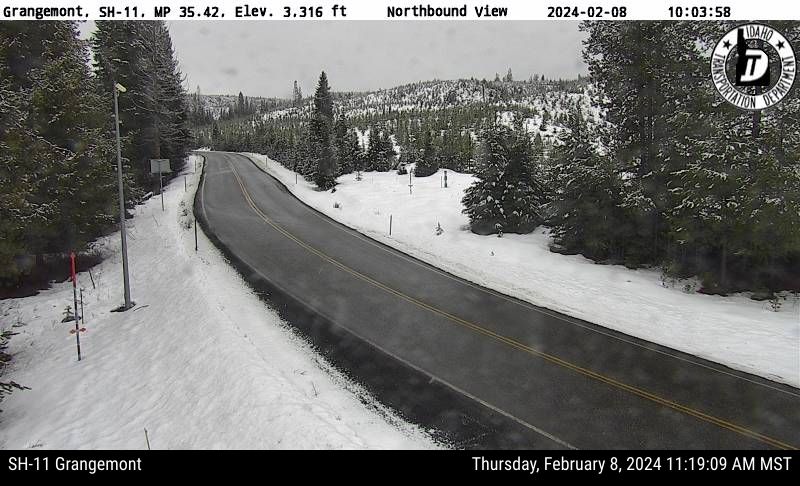 Grangemont, SH-11, MP 35.42, Elev. 3,316 ft Northbound View 2024-02-08 10:03:58
IDAHO
TRANSPORTATION DEPARTMENT
SH-11 Grangemont Thursday, February 8, 2024 11:19:09 AM MST